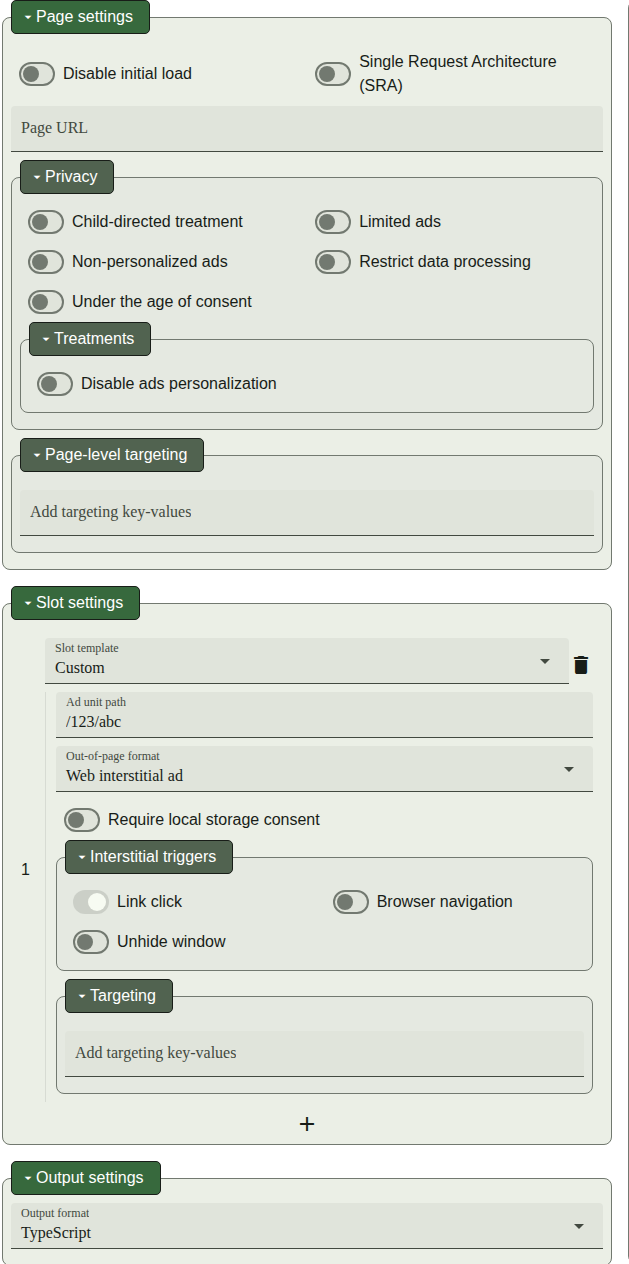 Page settings
Disable initial load
Single Request Architecture
(SRA)
Page URL
Privacy
Child-directed treatment
Limited ads
Non-personalized ads
Restrict data processing
Under the age of consent
Treatments
Disable ads personalization
Page-level targeting
Add targeting key-values
Slot settings
Slot template
Custom
Ad unit path
/123/abc
Out-of-page format
Web interstitial ad
Require local storage consent
1
Interstitial triggers
Link click
Browser navigation
Unhide window
Targeting
Add targeting key-values
+
Output settings
Output format
TypeScript